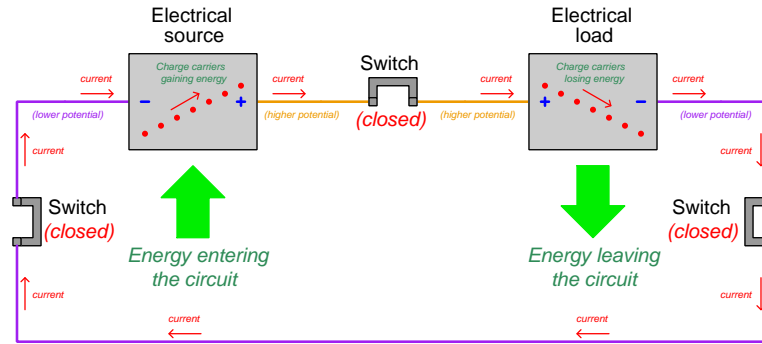 Electrical
source
Electrical
load
Switch
(closed)
current
Charge carriers
gaining energy
current
current
Charge carriers
losing energy
current
-
+
+
-
(lower potential)
(higher potential)
(higher potential)
(lower potential)
current
current
Switch
(closed)
Switch
(closed)
Energy entering
the circuit
Energy leaving
the circuit
current
current
current
current